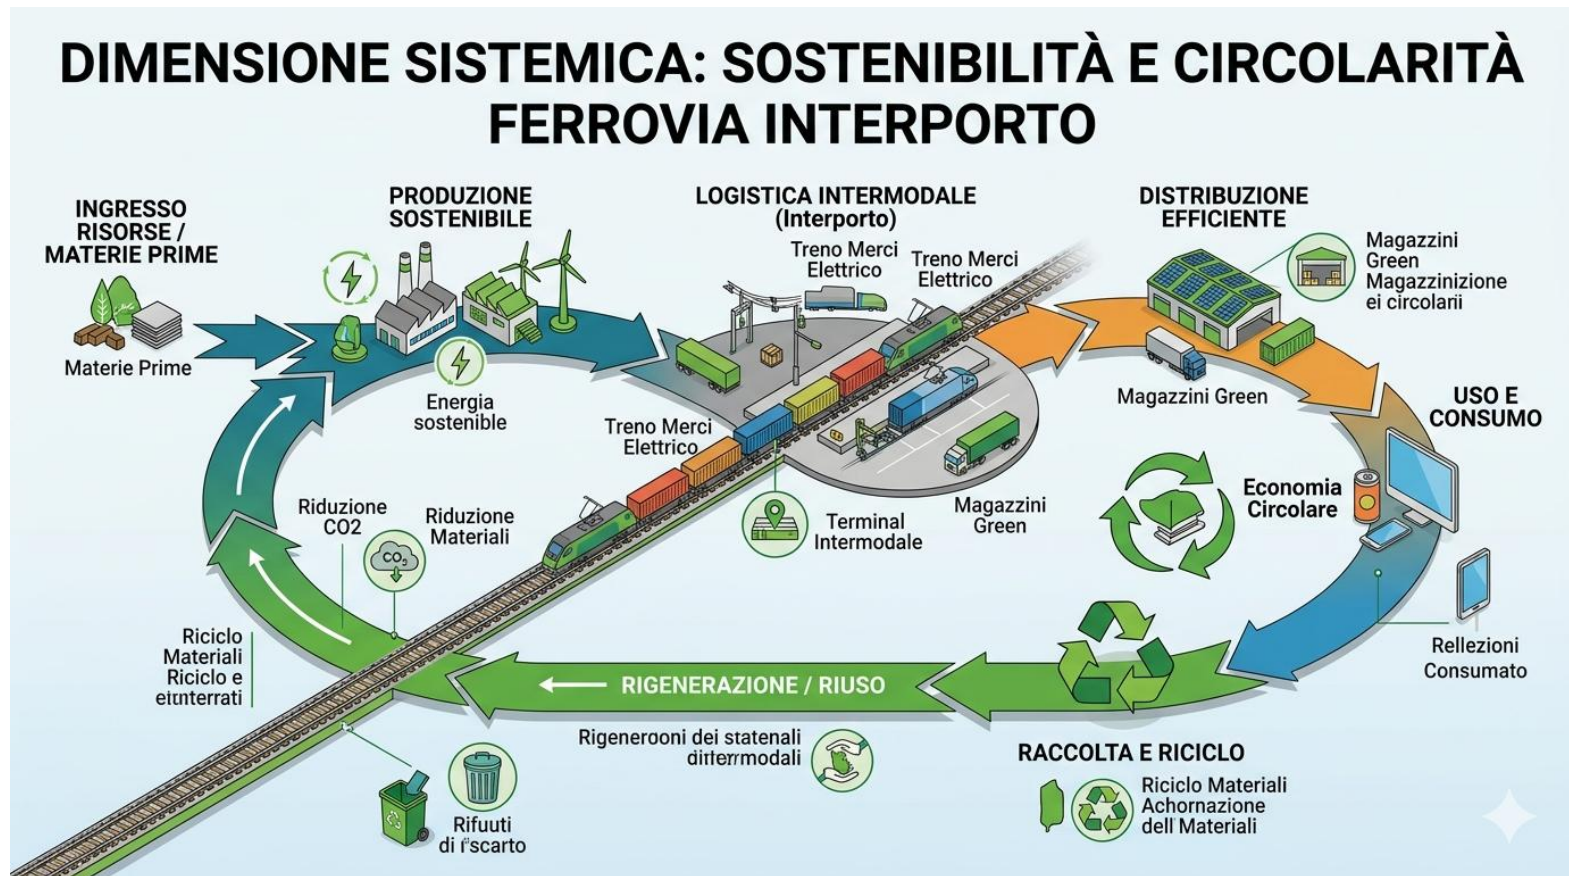 DIMENSIONE SISTEMICA: SOSTENIBILITÀ E CIRCOLARITÀ
FERROVIA INTERPORTO
INGRESSO
RISORSE /
MATERIE PRIME
Materie Prime
PRODUZIONE
SOSTENIBILE
Energia
sostenible
LOGISTICA INTERMODALE
(Interporto)
Treno Merci
Elettrico
Treno Merci
Elettrico
Treno Merci
Elettrico
Terminal
Intermodale
Magazzini
Green
DISTRIBUZIONE
EFFICIENTE
Magazzini
Green
Magazzinizione
ei circolarii
Magazzini Green
USO E
CONSUMO
Economia
Circolare
Rellezioni
Consumato
RACCOLTA E RICICLO
Riciclo Materiali
Achornazione
dell Materiali
RIGENERAZIONE / RIUSO
Rigenerooni dei statenali
Riduzione
CO2
Riduzione
Materiali
CO₂
Riciclo
Materiali
Riciclo e
Rifuuti
di r'scarto